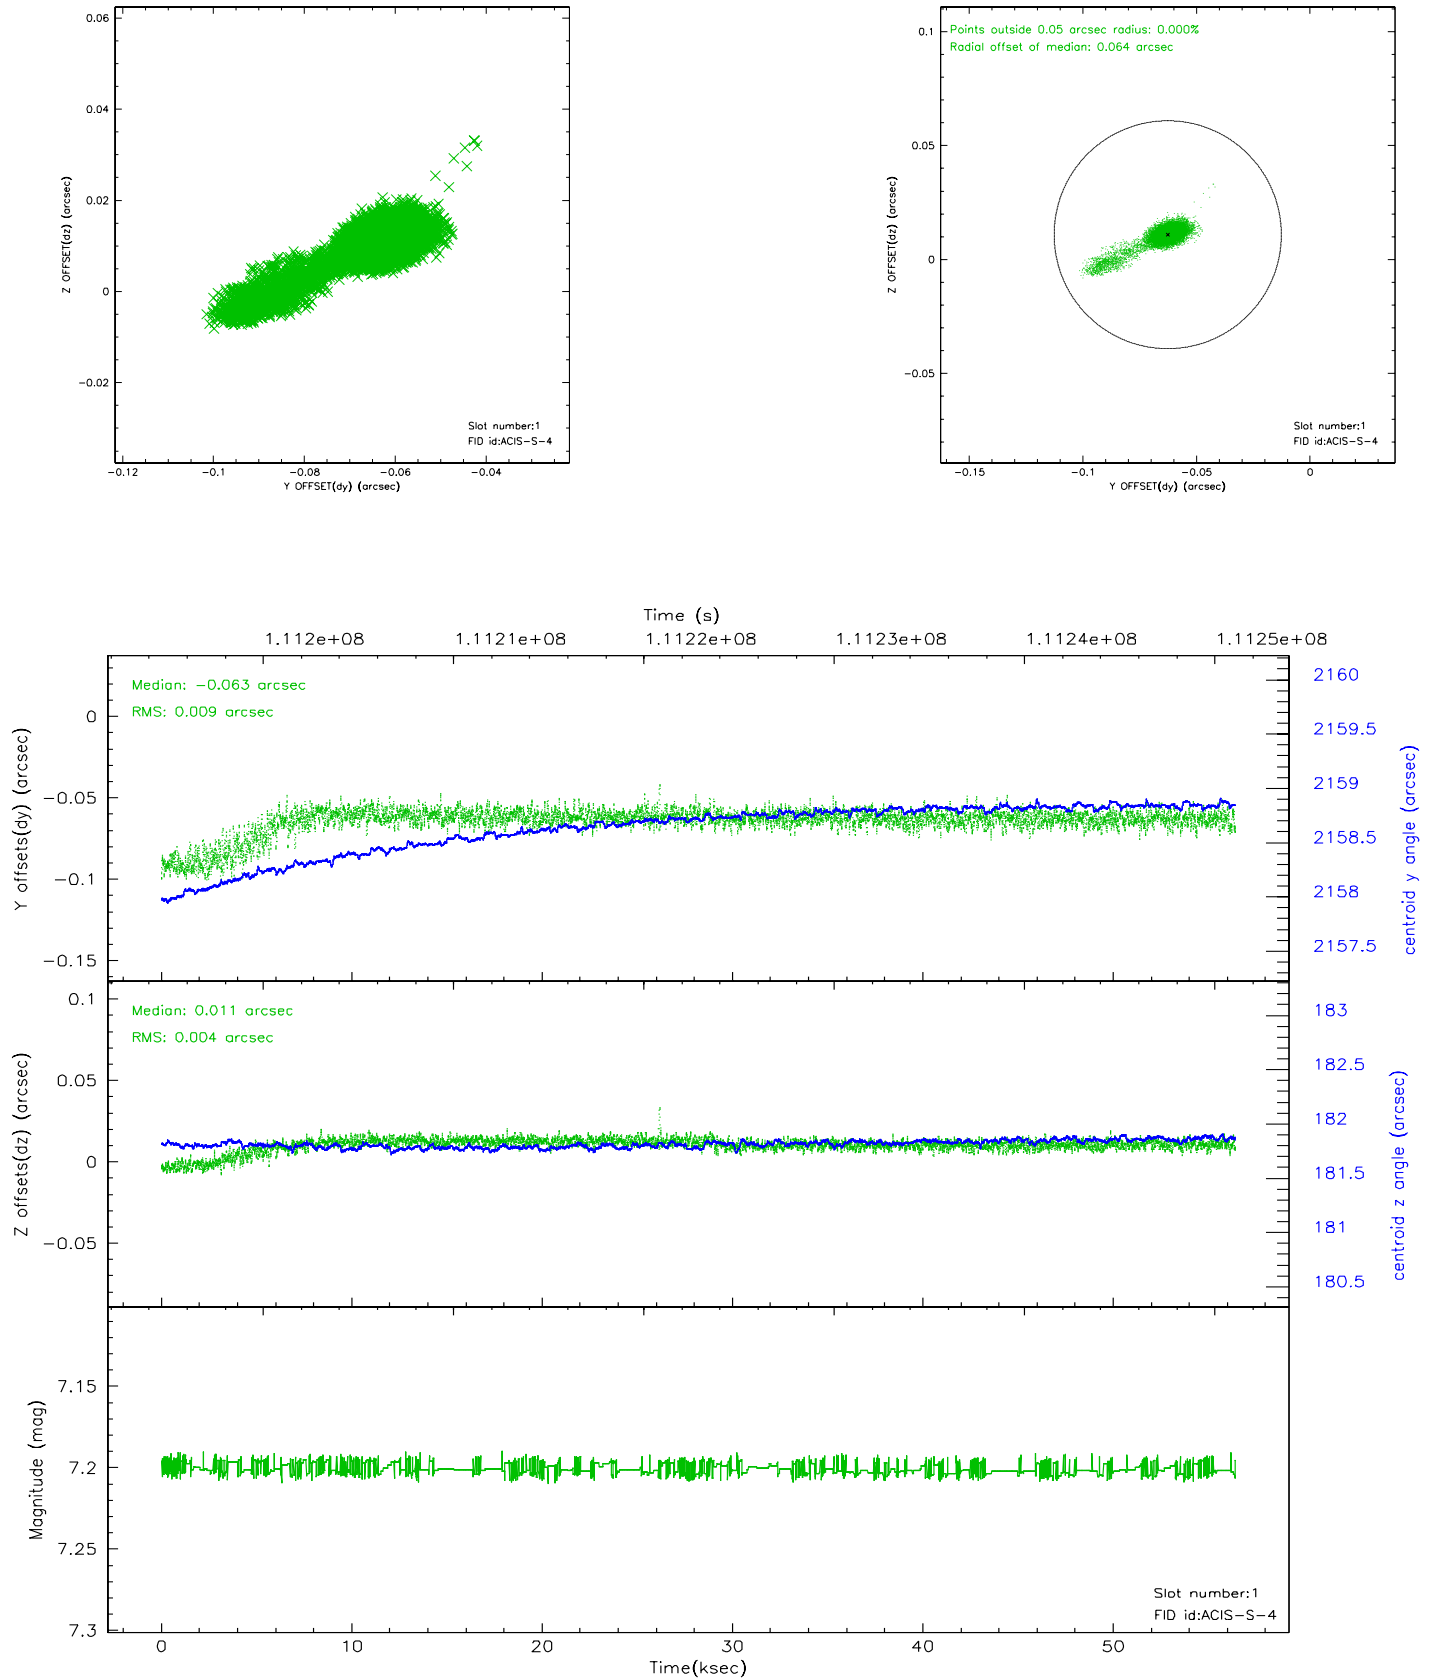 0.06
0.04
0.02
0
−0.02
Z OFFSET(dz) (arcsec)
Slot number:1
FID id:ACIS−S−4
−0.12 −0.1 −0.08 −0.06 −0.04
Y OFFSET(dy) (arcsec)
Points outside 0.05 arcsec radius: 0.000%
Radial offset of median: 0.064 arcsec
0.1
0.05
0
−0.05
Z OFFSET(dz) (arcsec)
Slot number:1
FID id:ACIS−S−4
−0.15 −0.1 −0.05 0
Y OFFSET(dy) (arcsec)
Time (s)
1.112e+08 1.1121e+08 1.1122e+08 1.1123e+08 1.1124e+08 1.1125e+08
Median: −0.063 arcsec
RMS: 0.009 arcsec
0
−0.05
−0.1
−0.15
Y offsets(dy) (arcsec)
2160
2159.5
2159
2158.5
2158
2157.5
centroid y angle (arcsec)
Median: 0.011 arcsec
RMS: 0.004 arcsec
0.1
0.05
0
−0.05
Z offsets(dz) (arcsec)
183
182.5
182
181.5
181
180.5
centroid z angle (arcsec)
7.15
7.2
7.25
7.3
Magnitude (mag)
Slot number:1
FID id:ACIS−S−4
0 10 20 30 40 50
Time(ksec)